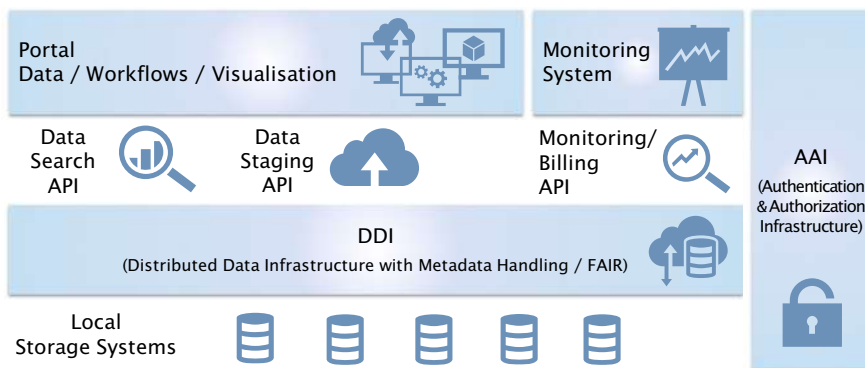 Portal
Data / Workflows / Visualisation
Monitoring
System
Data
Search
API
Data
Staging
API
Monitoring/
Billing
API
AAI
(Authentication
& Authorization
Infrastructure)
DDI
(Distributed Data Infrastructure with Metadata Handling / FAIR)
Local
Storage Systems